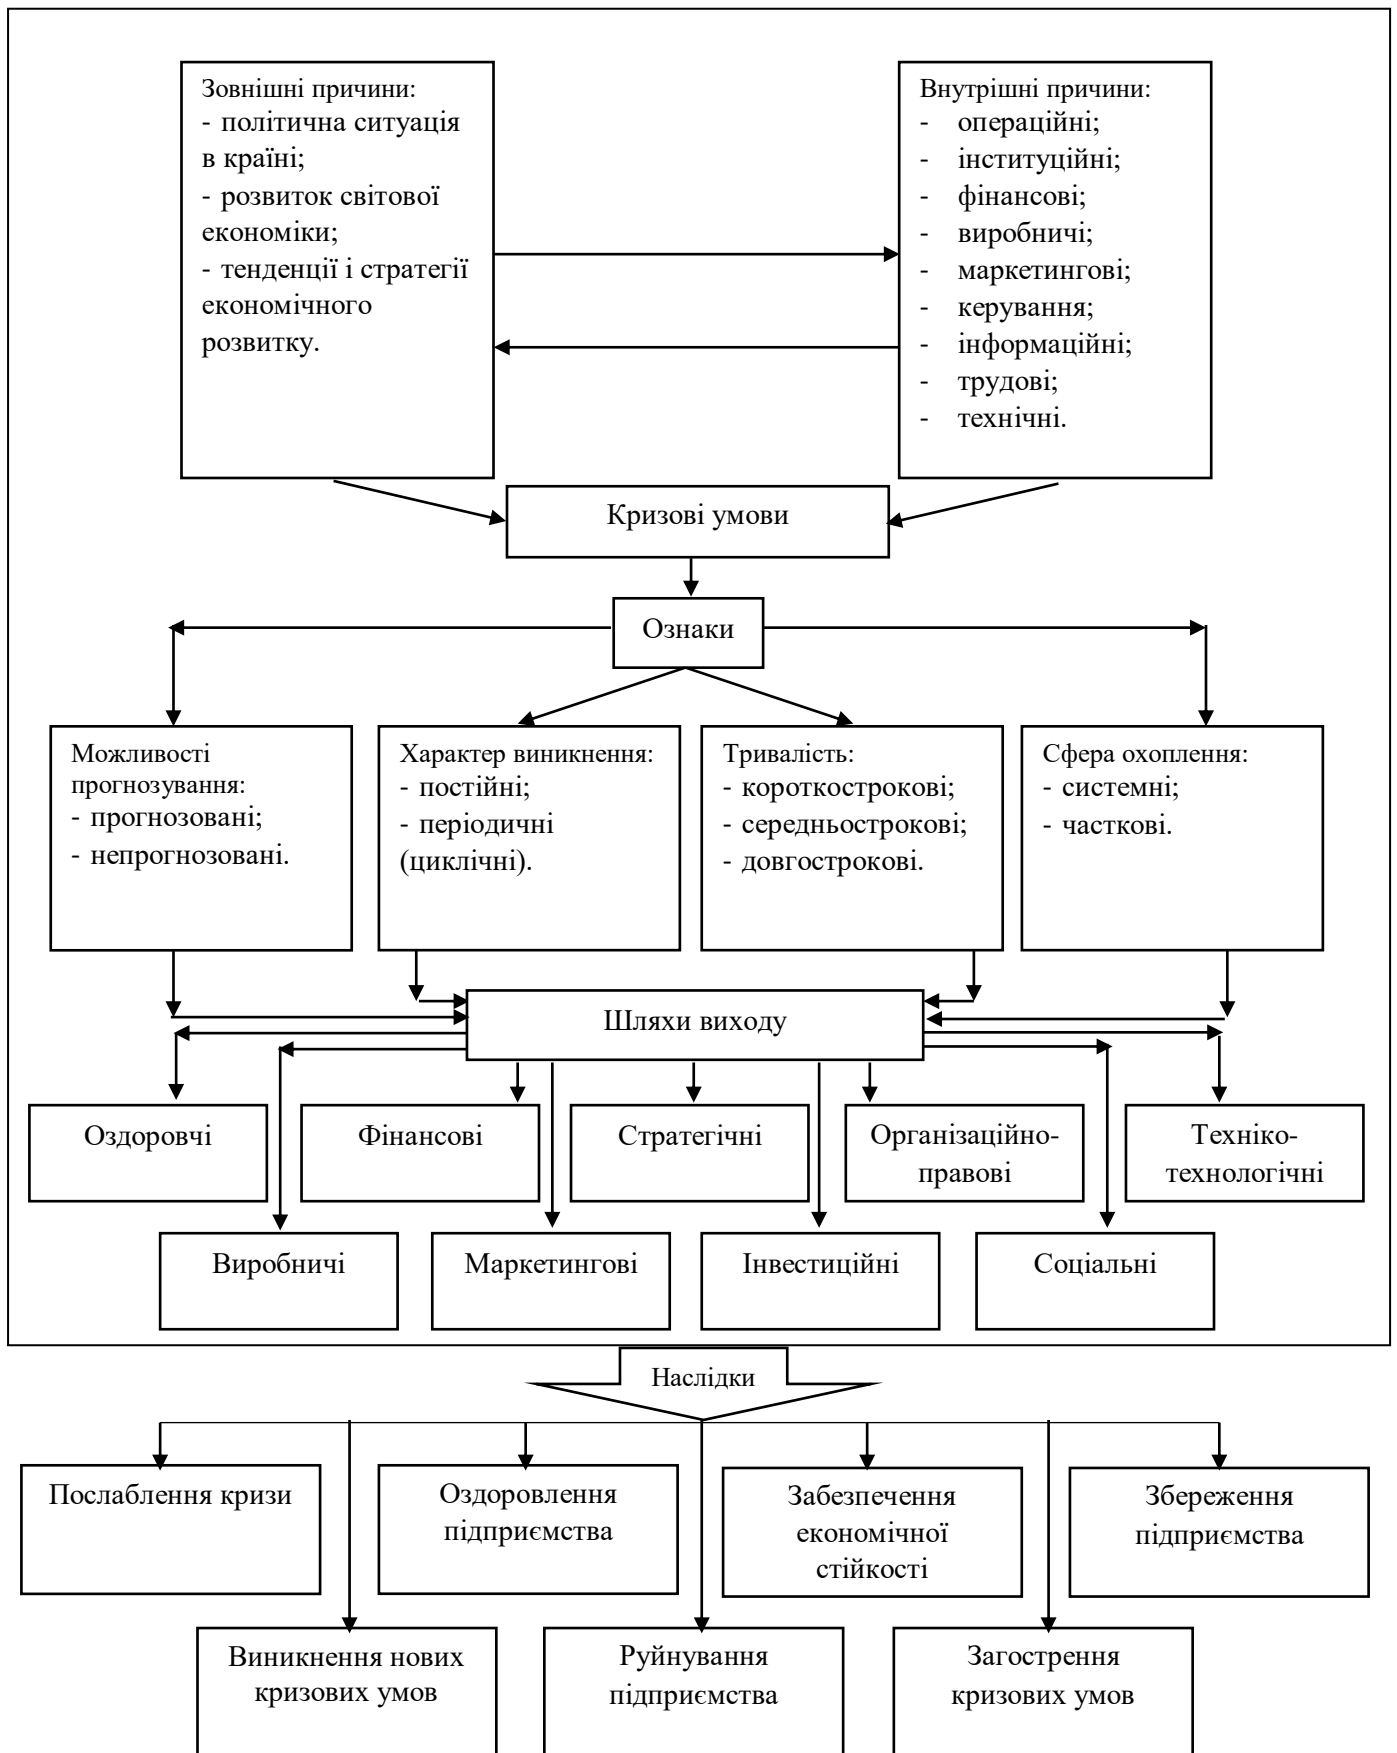 Зовнішні причини:
- політична ситуація
в країні;
- розвиток світової
економіки;
- тенденції і стратегії
економічного
розвитку.
Внутрішні причини:
- операційні;
- інституційні;
- фінансові;
- виробничі;
- маркетингові;
- керування;
- інформаційні;
- трудові;
- технічні.
Кризові умови
Ознаки
Можливості
прогнозування:
- прогнозовані;
- непрогнозовані.
Характер виникнення:
- постійні;
- періодичні
(циклічні).
Тривалість:
- короткострокові;
- середньострокові;
- довгострокові.
Сфера охоплення:
- системні;
- часткові.
Шляхи виходу
Оздоровчі
Фінансові
Стратегічні
Організаційно-
правові
Техніко-
технологічні
Виробничі
Маркетингові
Інвестиційні
Соціальні
Наслідки
Послаблення кризи
Оздоровлення
підприємства
Забезпечення
економічної
стійкості
Збереження
підприємства
Виникнення нових
кризових умов
Руйнування
підприємства
Загострення
кризових умов